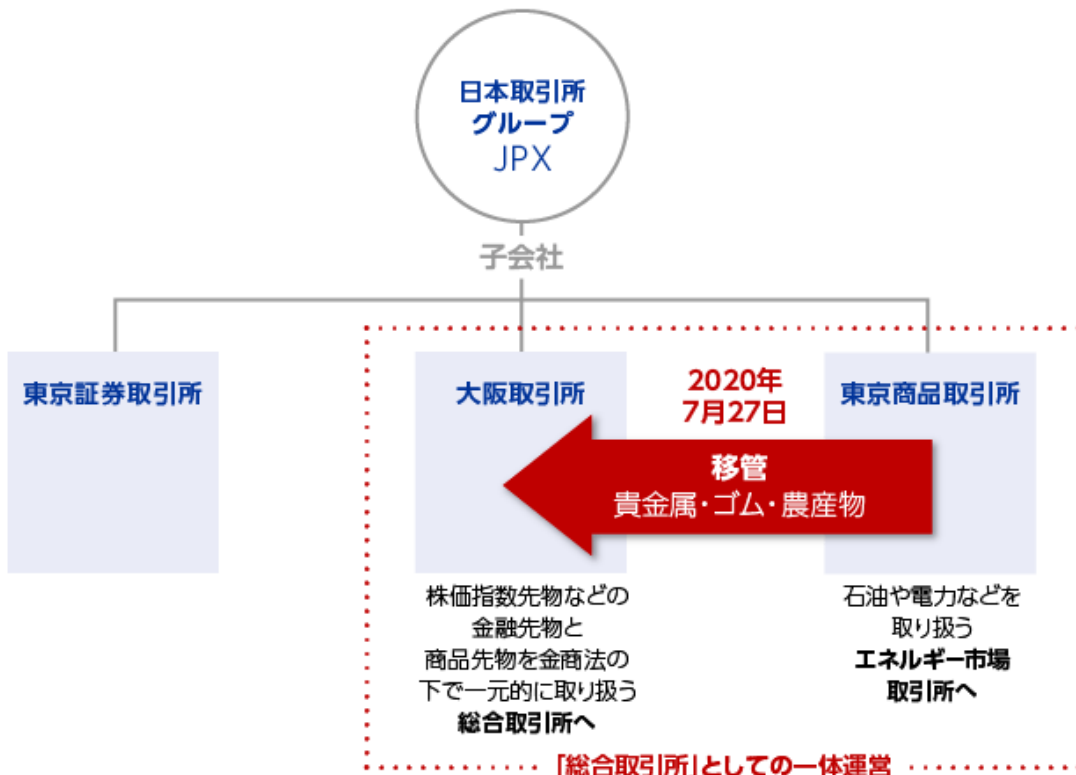 日本取引所
グループ
JPX
子会社
東京証券取引所
大阪取引所
2020年
7月27日
東京商品取引所
移管
貴金属・ゴム・農産物
株価指数先物などの
金融先物と
商品先物を金商法の
下で一元的に取り扱う
総合取引所へ
石油や電力などを
取り扱う
エネルギー市場
取引所へ
「総合取引所」としての一体運営